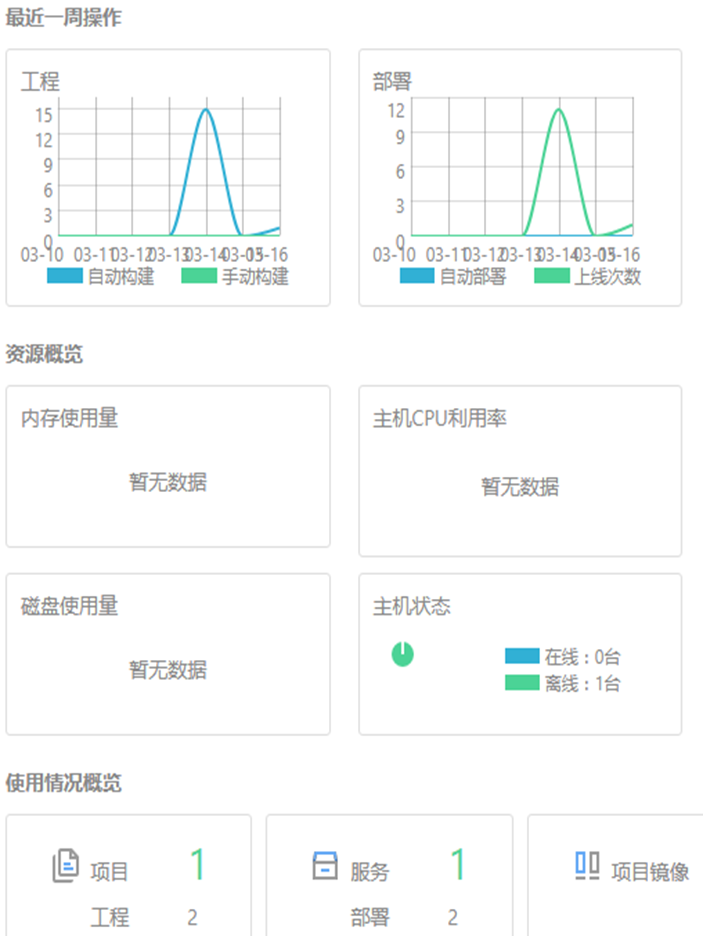 最近一周操作
工程
15
12
9
6
3
0
03-10 03-11 03-12 03-13 03-14 03-15 03-16
自动构建 手动构建
部署
12
9
6
3
0
03-10 03-11 03-12 03-13 03-14 03-15 03-16
自动部署 上线次数
资源概览
内存使用量
暂无数据
主机CPU利用率
暂无数据
磁盘使用量
暂无数据
主机状态
在线：0台
离线：1台
使用情况概览
项目 1
工程 2
服务 1
部署 2
项目镜像